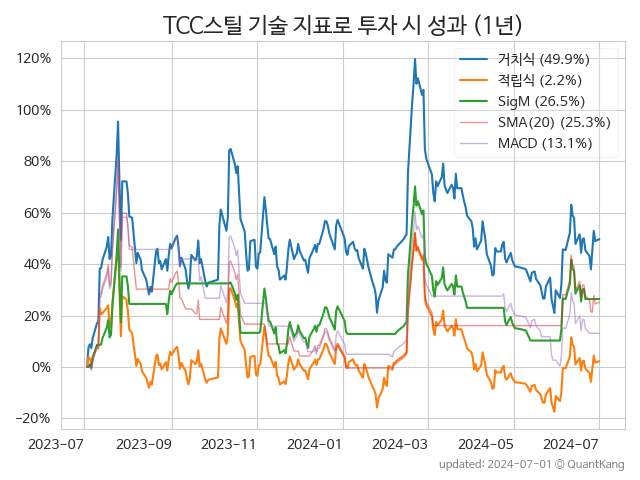 TCC스틸 기술 지표로 투자 시 성과 (1년)
거치식 (49.9%)
적립식 (2.2%)
SigM (26.5%)
SMA(20) (25.3%)
MACD (13.1%)
120%
100%
80%
60%
40%
20%
0%
−20%
2023-07 2023-09 2023-11 2024-01 2024-03 2024-05 2024-07
updated: 2024-07-01 © QuantKang